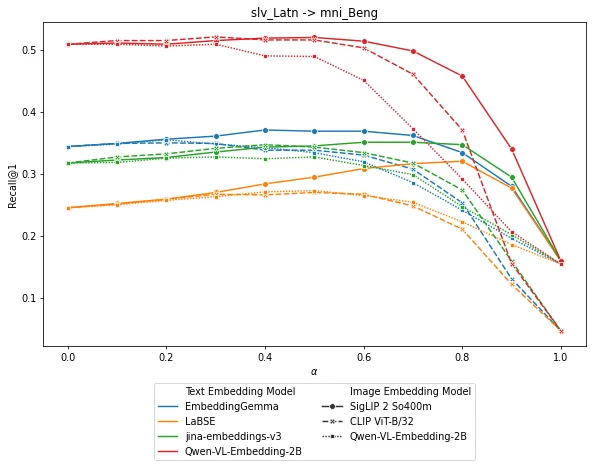 slv_Latn -> mni_Beng
Recall@1
0.5
0.4
0.3
0.2
0.1
0.0
0.2
0.4
0.6
0.8
1.0
α
Text Embedding Model
EmbeddingGemma
LaBSE
jina-embeddings-v3
Qwen-VL-Embedding-2B
Image Embedding Model
SigLIP 2 So400m
CLIP ViT-B/32
Qwen-VL-Embedding-2B